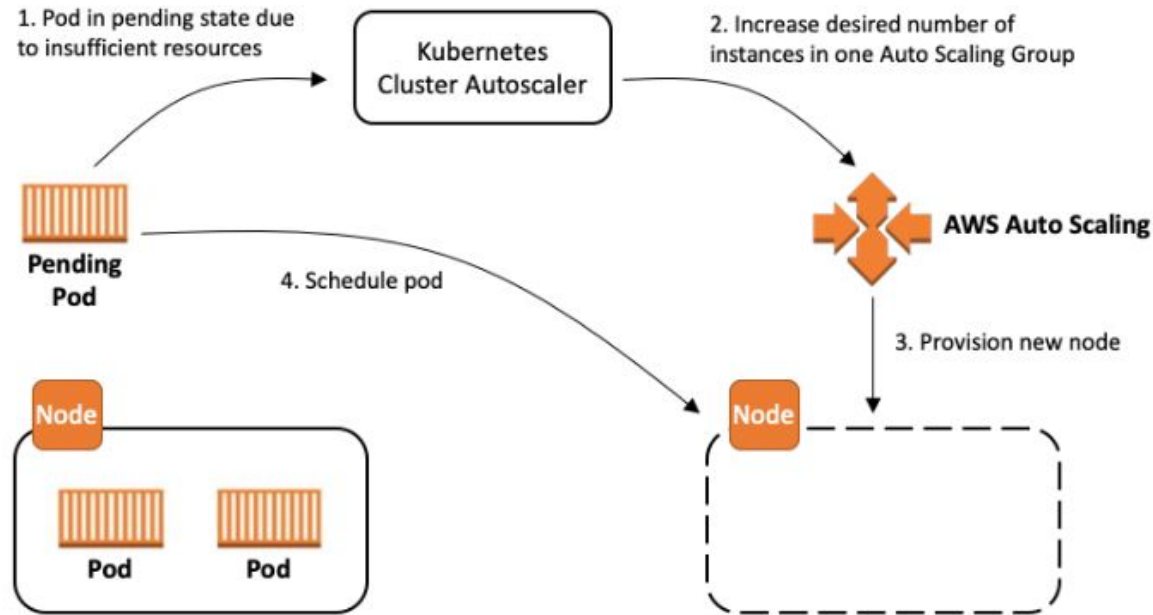 1. Pod in pending state due
to insufficient resources
Kubernetes
Cluster Autoscaler
2. Increase desired number of
instances in one Auto Scaling Group
Pending
Pod
AWS Auto Scaling
4. Schedule pod
3. Provision new node
Node
Pod
Pod
Node